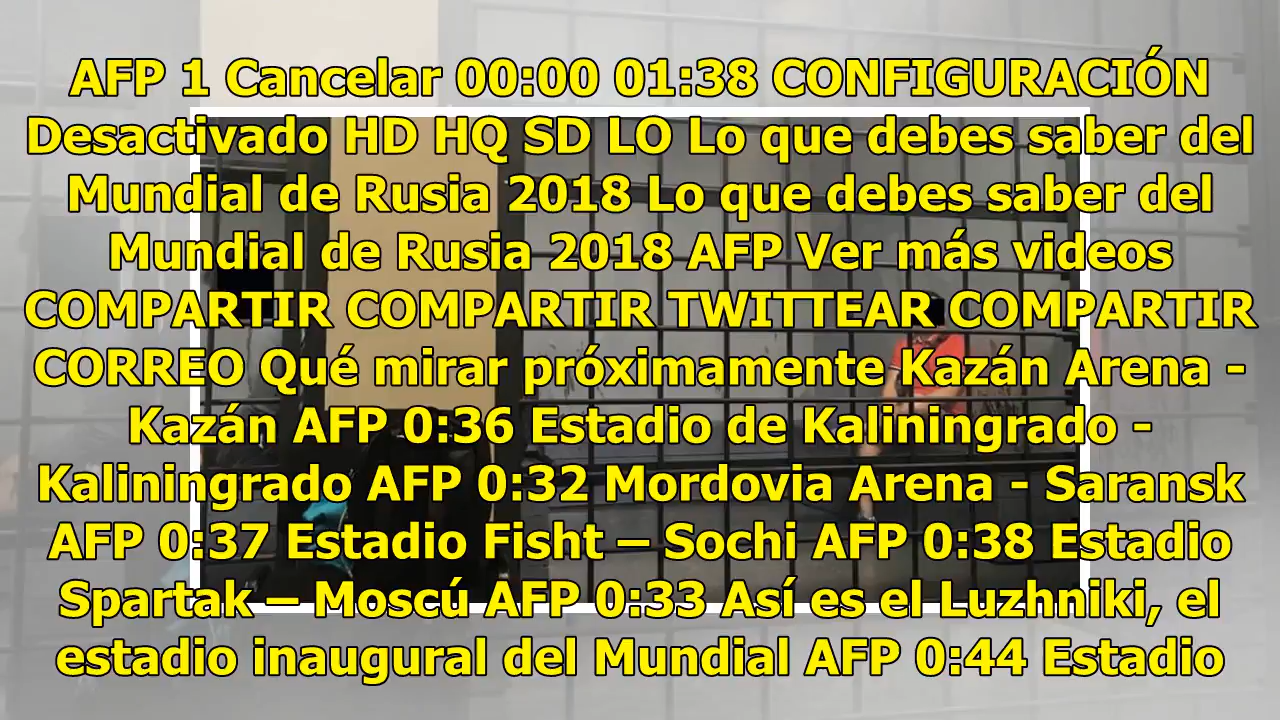 AFP 1 Cancelar 00:00 01:38 CONFIGURACIÓN
Desactivado HD HQ SD LO Lo que debes saber del
Mundial de Rusia 2018 Lo que debes saber del
Mundial de Rusia 2018 AFP Ver más videos
COMPARTIR COMPARTIR TWITTEAR COMPARTIR
CORREO Qué mirar próximamente Kazán Arena -
Kazán AFP 0:36 Estadio de Kaliningrado -
Kaliningrado AFP 0:32 Mordovia Arena - Saransk
AFP 0:37 Estadio Fisht – Sochi AFP 0:38 Estadio
Spartak – Moscú AFP 0:33 Así es el Luzhniki, el
estadio inaugural del Mundial AFP 0:44 Estadio